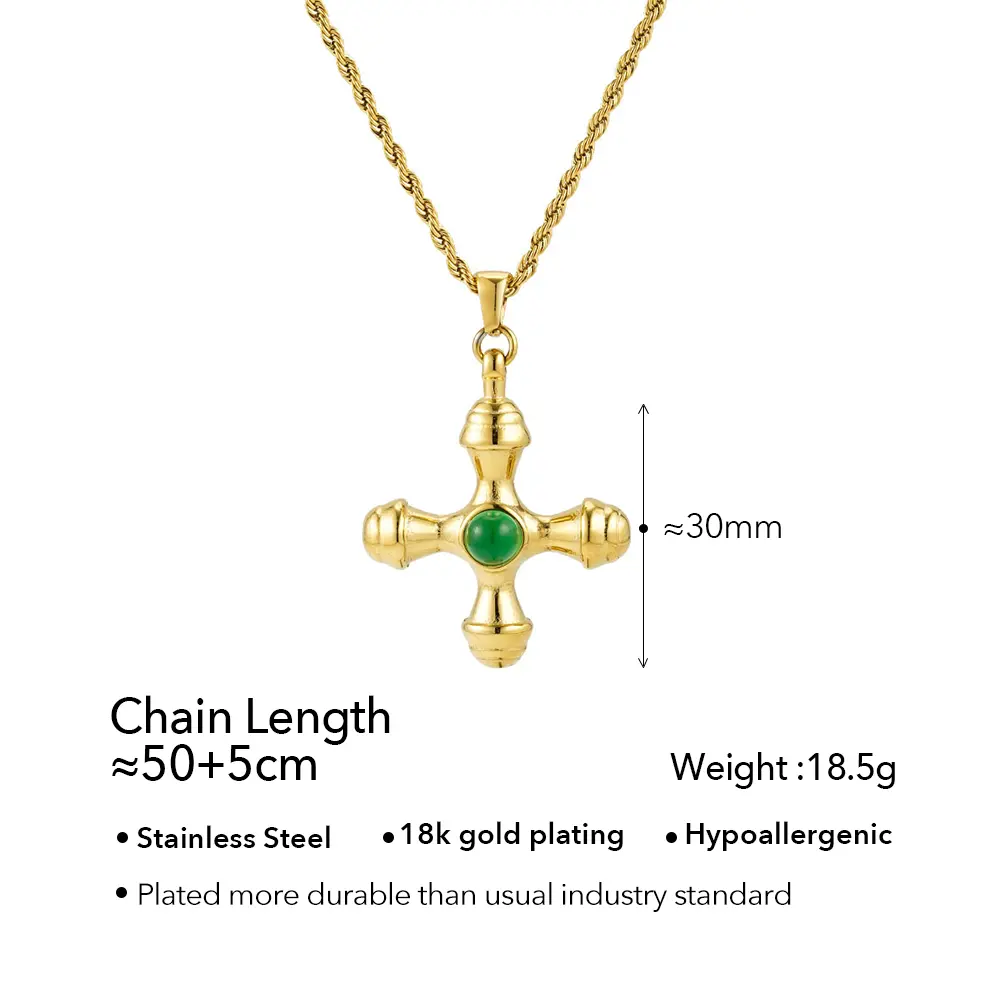 ≈30mm
Chain Length
≈50+5cm
Weight :18.5g
• Stainless Steel
• 18k gold plating
• Hypoallergenic
• Plated more durable than usual industry standard